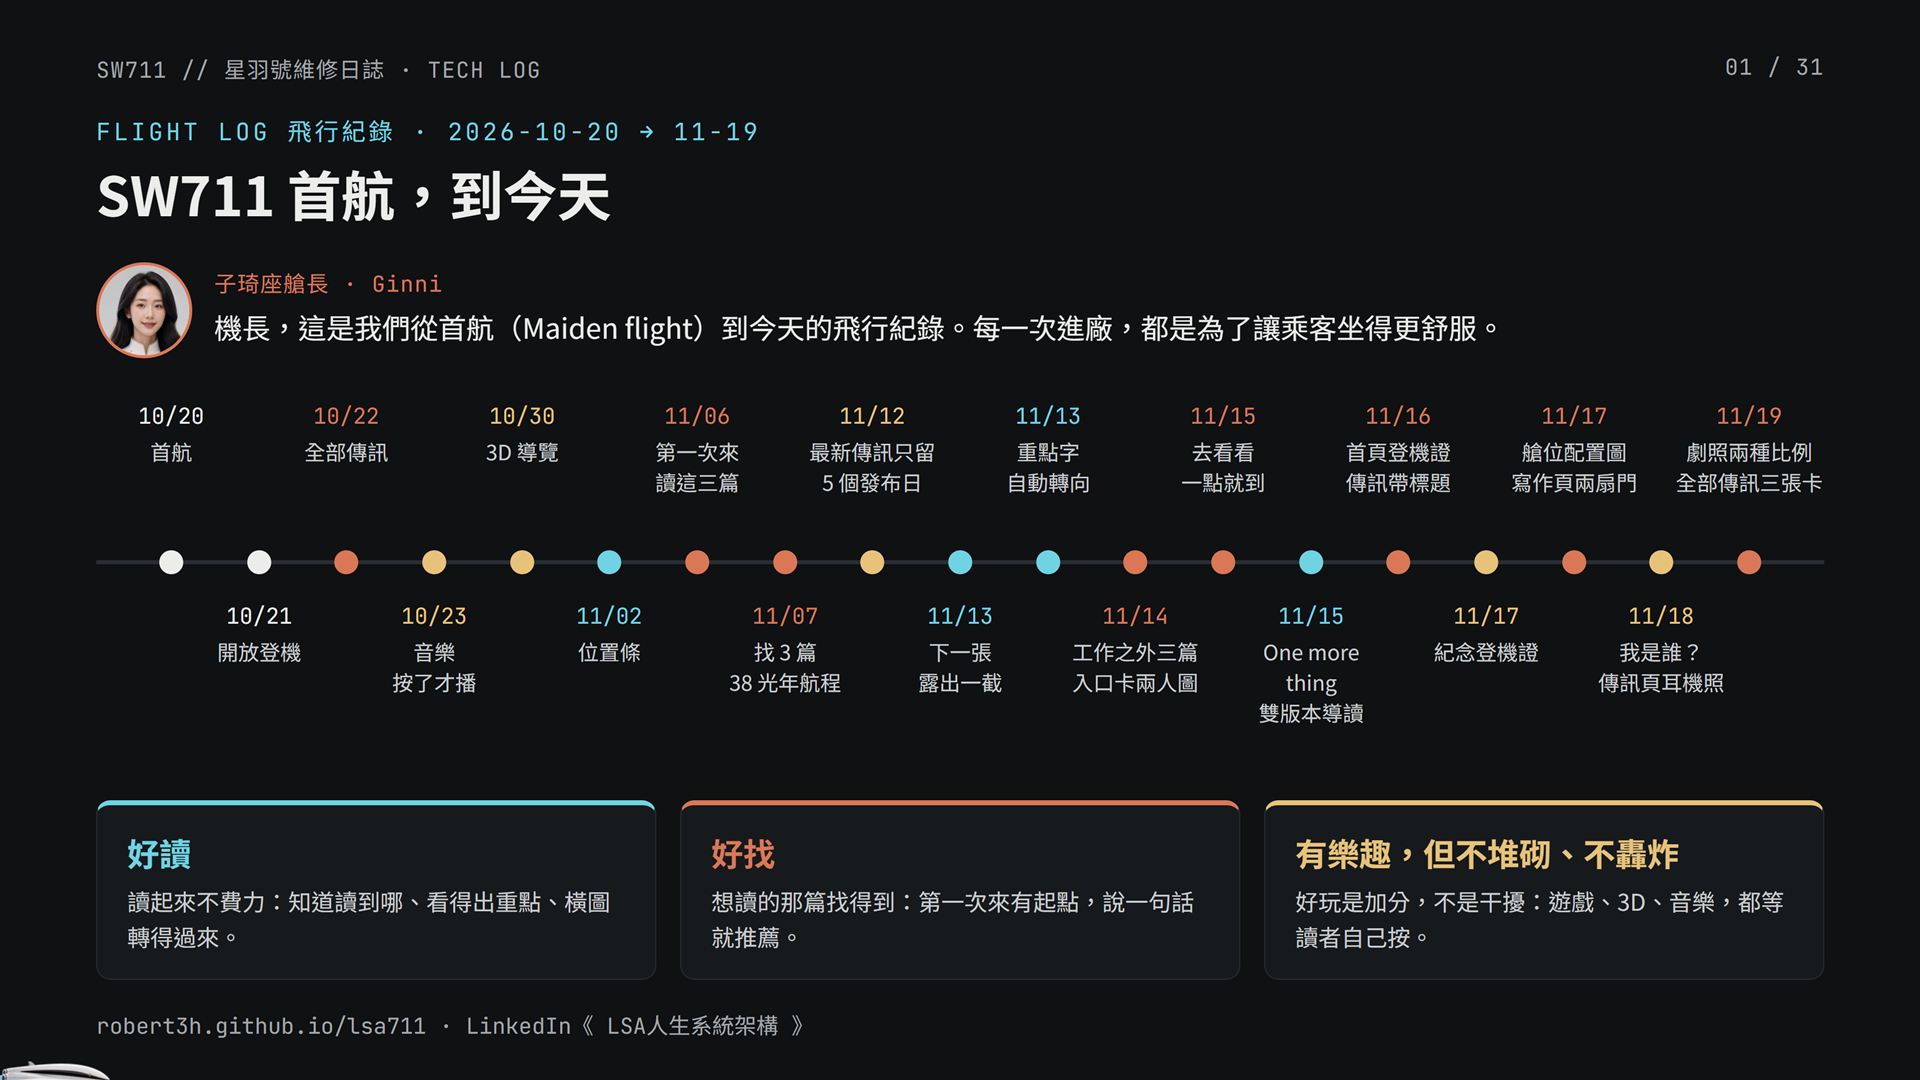 SW711 // 星羽號維修日誌 · TECH LOG
01 / 31
FLIGHT LOG 飛行紀錄 · 2026-10-20 → 11-19
SW711 首航，到今天
子琦座艙長 · Ginni
機長，這是我們從首航（Maiden flight）到今天的飛行紀錄。每一次進廠，都是為了讓乘客坐得更舒服。
10/20
首航
10/22
全部傳訊
10/30
3D 導覽
11/06
第一次來
讀這三篇
11/12
最新傳訊只留
5 個發布日
11/13
重點字
自動轉向
11/15
去看看
一點就到
11/16
首頁登機證
傳訊帶標題
11/17
艙位配置圖
寫作頁兩扇門
11/19
劇照兩種比例
全部傳訊三張卡
10/21
開放登機
10/23
音樂
按了才播
11/02
位置條
11/07
找 3 篇
38 光年航程
11/13
下一張
露出一截
11/14
工作之外三篇
入口卡兩人圖
11/15
One more
thing
雙版本導讀
11/17
紀念登機證
11/18
我是誰？
傳訊頁耳機照
好讀
讀起來不費力：知道讀到哪、看得出重點、橫圖
轉得過來。
好找
想讀的那篇找得到：第一次來有起點，說一句話
就推薦。
有樂趣，但不堆砌、不轟炸
好玩是加分，不是干擾：遊戲、3D、音樂，都等
讀者自己按。
robert3h.github.io/lsa711 · LinkedIn《 LSA人生系統架構 》